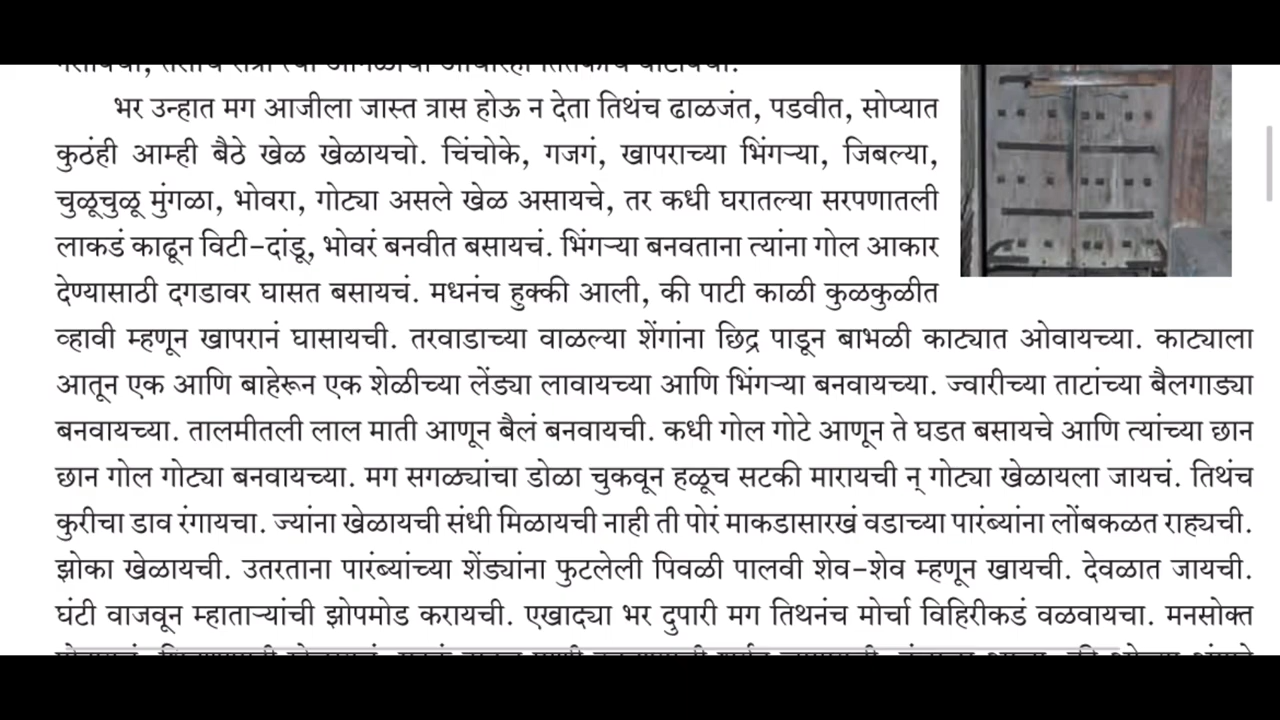 भर उन्हात मग आजीला जास्त त्रास होऊ न देता तिथंच ढाळजंत, पडवीत, सोप्यात
कुठंही आम्ही बैठे खेळ खेळायचो. चिंचोके, गजगं, खापराच्या भिंगऱ्या, जिबल्या,
चुळूचुळू मुंगळा, भोवरा, गोट्या असले खेळ असायचे, तर कधी घरातल्या सरपणातली
लाकडं काढून विटी-दांडू, भोवरं बनवीत बसायचं. भिंगऱ्या बनवताना त्यांना गोल आकार
देण्यासाठी दगडावर घासत बसायचं. मधनंच हुक्की आली, की पाटी काळी कुळकुळीत
व्हावी म्हणून खापरानं घासायची. तरवाडाच्या वाळल्या शेंगांना छिद्र पाडून बाभळी काट्यात ओवायच्या. काट्याला
आतून एक आणि बाहेरून एक शेळीच्या लेंड्या लावायच्या आणि भिंगऱ्या बनवायच्या. ज्वारीच्या ताटांच्या बैलगाड्या
बनवायच्या. तालमीतली लाल माती आणून बैलं बनवायची. कधी गोल गोटे आणून ते घडत बसायचे आणि त्यांच्या छान
छान गोल गोट्या बनवायच्या. मग सगळ्यांचा डोळा चुकवून हळूच सटकी मारायची न् गोट्या खेळायला जायचं. तिथंच
कुरीचा डाव रंगायचा. ज्यांना खेळायची संधी मिळायची नाही ती पोरं माकडासारखं वडाच्या पारंब्यांना लोंबकळत राह्यची.
झोका खेळायची. उतरताना पारंब्यांच्या शेंड्यांना फुटलेली पिवळी पालवी शेव-शेव म्हणून खायची. देवळात जायची.
घंटी वाजवून म्हाताऱ्यांची झोपमोड करायची. एखाद्या भर दुपारी मग तिथनंच मोर्चा विहिरीकडं वळवायचा. मनसोक्त